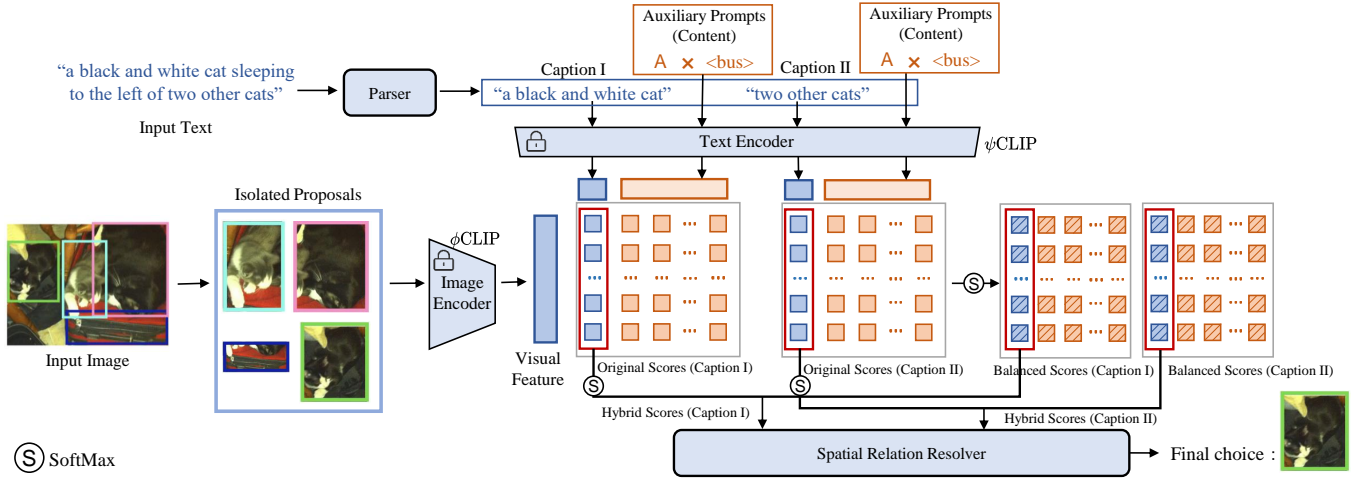 Auxiliary Prompts
(Content)
A × <bus>
Auxiliary Prompts
(Content)
A × <bus>
Caption I
Caption II
“a black and white cat sleeping
to the left of two other cats”
Parser
“a black and white cat”
“two other cats”
Input Text
Text Encoder
ψCLIP
Isolated Proposals
ϕCLIP
Image
Encoder
S
Input Image
Visual
Feature
Original Scores (Caption I)
Original Scores (Caption II)
Balanced Scores (Caption I)
Balanced Scores (Caption II)
S
S
Hybrid Scores (Caption I)
Hybrid Scores (Caption II)
S SoftMax
Spatial Relation Resolver
Final choice :